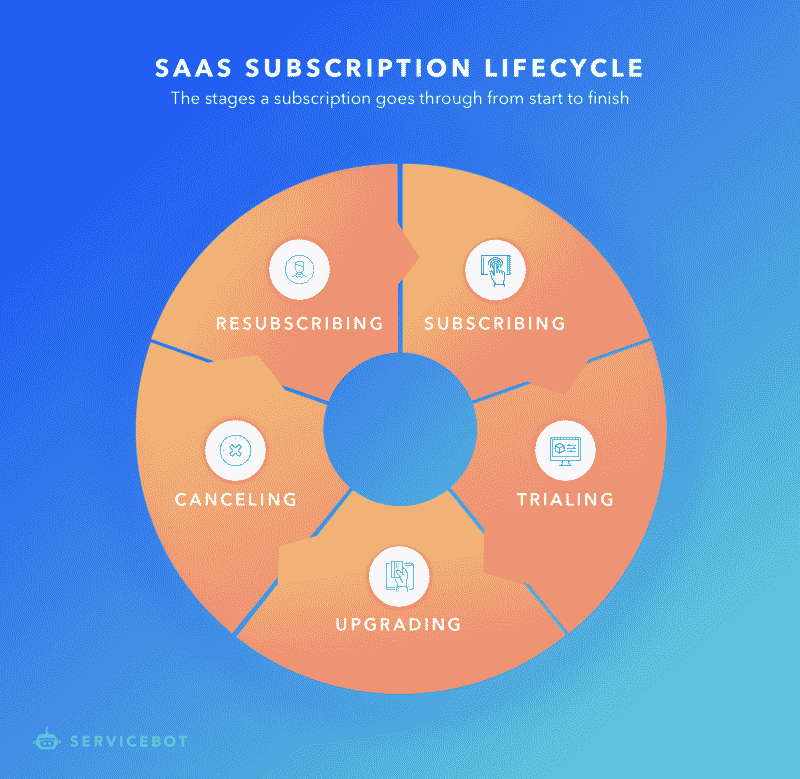 SAAS SUBSCRIPTION LIFECYCLE
The stages a subscription goes through from start to finish
RESUBSCRIBING
SUBSCRIBING
CANCELING
TRIALING
UPGRADING
SERVICEBOT